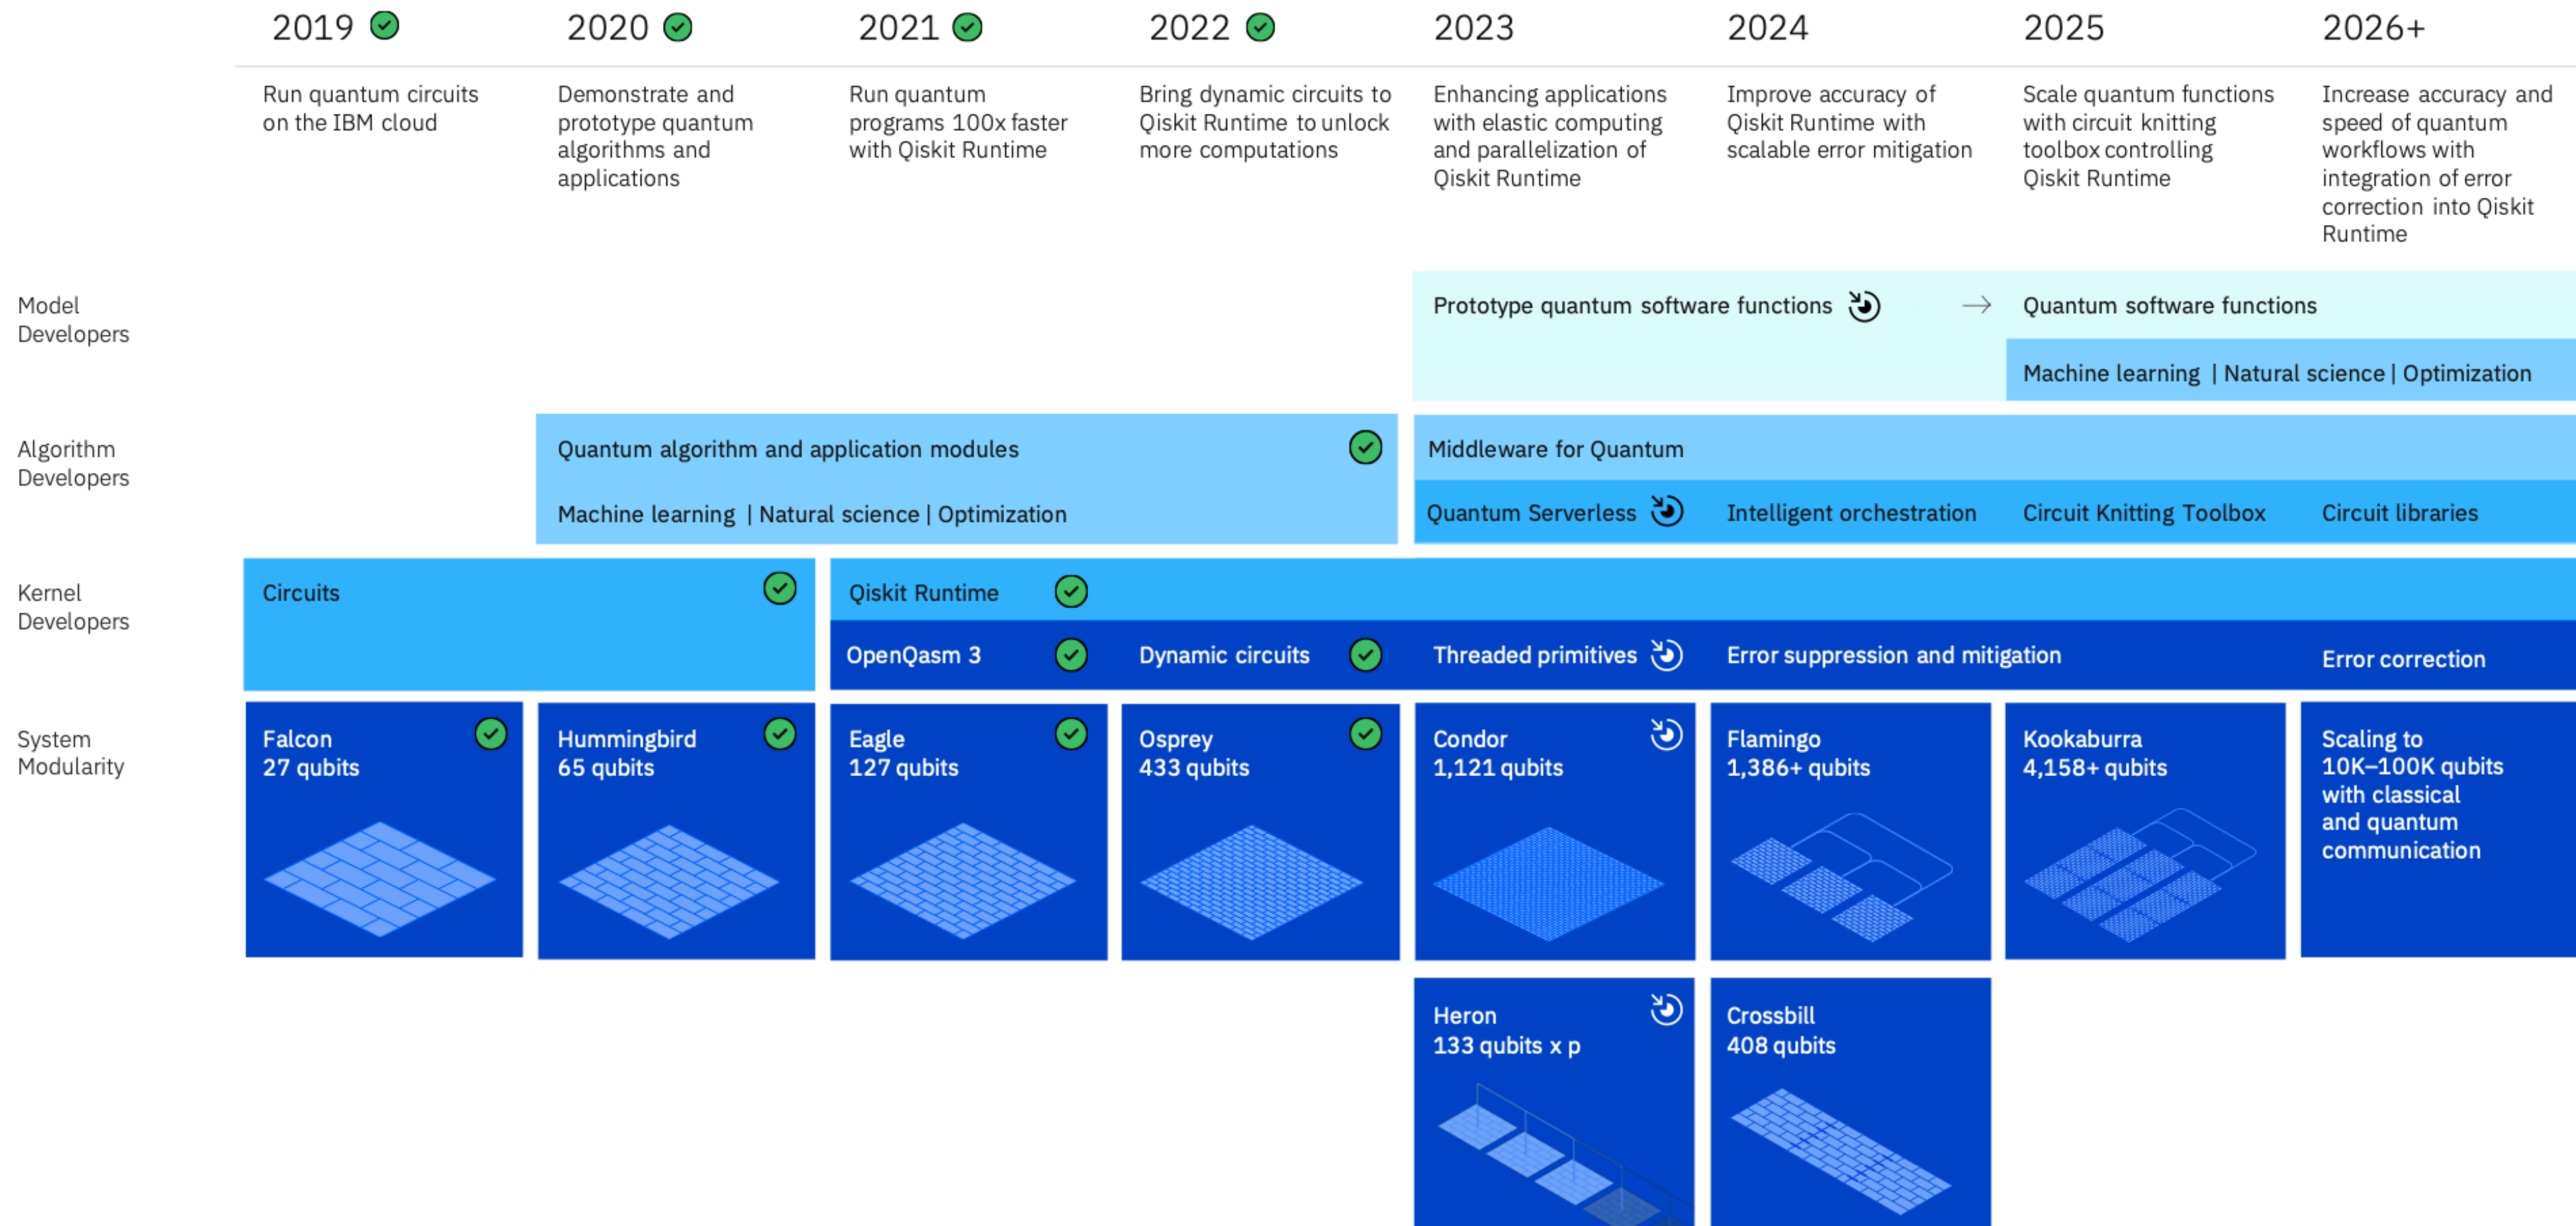 2019
2020
2021
2022
2023
2024
2025
2026+
Run quantum circuits
on the IBM cloud
Demonstrate and
prototype quantum
algorithms and
applications
Run quantum
programs 100x faster
with Qiskit Runtime
Bring dynamic circuits to
Qiskit Runtime to unlock
more computations
Enhancing applications
with elastic computing
and parallelization of
Qiskit Runtime
Improve accuracy of
Qiskit Runtime with
scalable error mitigation
Scale quantum functions
with circuit knitting
toolbox controlling
Qiskit Runtime
Increase accuracy and
speed of quantum
workflows with
integration of error
correction into Qiskit
Runtime
Model
Developers
Prototype quantum software functions
→
Quantum software functions
Machine learning | Natural science | Optimization
Algorithm
Developers
Quantum algorithm and application modules
Machine learning | Natural science | Optimization
Middleware for Quantum
Quantum Serverless
Intelligent orchestration
Circuit Knitting Toolbox
Circuit libraries
Kernel
Developers
Circuits
Qiskit Runtime
OpenQasm 3
Dynamic circuits
Threaded primitives
Error suppression and mitigation
Error correction
System
Modularity
Falcon
27 qubits
Hummingbird
65 qubits
Eagle
127 qubits
Osprey
433 qubits
Condor
1,121 qubits
Flamingo
1,386+ qubits
Kookaburra
4,158+ qubits
Scaling to
10K–100K qubits
with classical
and quantum
communication
Heron
133 qubits x p
Crossbill
408 qubits